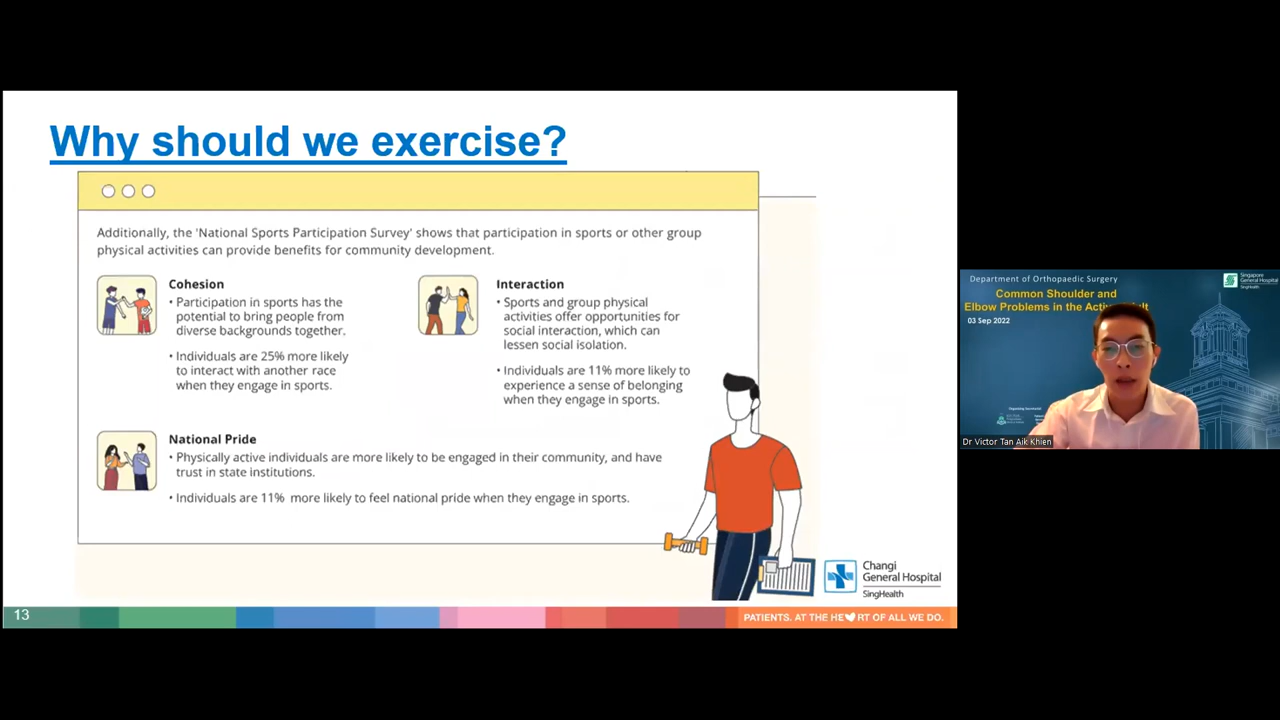 Why should we exercise?
Additionally, the 'National Sports Participation Survey' shows that participation in sports or other group
physical activities can provide benefits for community development.
Cohesion
• Participation in sports has the
potential to bring people from
diverse backgrounds together.
• Individuals are 25% more likely
to interact with another race
when they engage in sports.
Interaction
• Sports and group physical
activities offer opportunities for
social interaction, which can
lessen social isolation.
• Individuals are 11% more likely to
experience a sense of belonging
when they engage in sports.
National Pride
• Physically active individuals are more likely to be engaged in their community, and have
trust in state institutions.
• Individuals are 11% more likely to feel national pride when they engage in sports.
Changi
General Hospital
SingHealth
13
PATIENTS. AT THE HE RT OF ALL WE DO.
Department of Orthopaedic Surgery
Singapore
General Hospital
SingHealth
Common Shoulder and
Elbow Problems in the Acti lt
03 Sep 2022
Dr Victor Tan Aik Khien